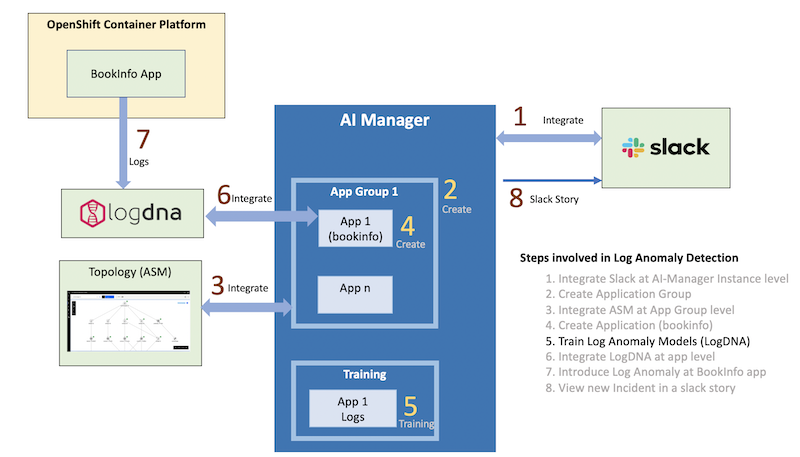 OpenShift Container Platform
BookInfo App
7
Logs
logdna
6
Integrate
Topology (ASM)
3
Integrate
AI Manager
App Group 1
2
Create
App 1
(bookinfo)
4
Create
App n
Training
App 1
Logs
5
Training
1
Integrate
slack
8
Slack Story
Steps involved in Log Anomaly Detection
1. Integrate Slack at AI-Manager Instance level
2. Create Application Group
3. Integrate ASM at App Group level
4. Create Application (bookinfo)
5. Train Log Anomaly Models (LogDNA)
6. Integrate LogDNA at app level
7. Introduce Log Anomaly at BookInfo app
8. View new Incident in a slack story